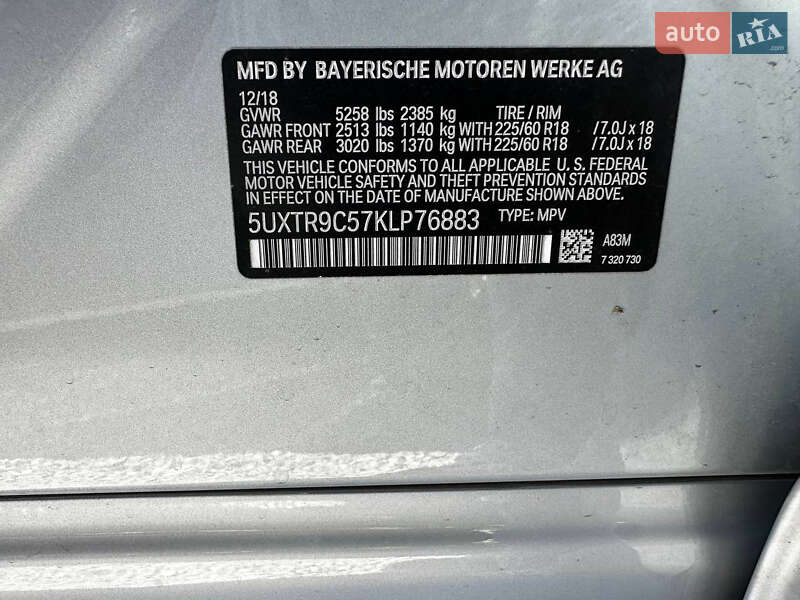 auto RIA
MFD BY BAYERISCHE MOTOREN WERKE AG
12/18
GVWR 5258 lbs 2385 kg TIRE / RIM
GAWR FRONT 2513 lbs 1140 kg WITH 225/60 R18 / 7.0J x 18
GAWR REAR 3020 lbs 1370 kg WITH 225/60 R18 / 7.0J x 18
THIS VEHICLE CONFORMS TO ALL APPLICABLE U. S. FEDERAL
MOTOR VEHICLE SAFETY AND THEFT PREVENTION STANDARDS
IN EFFECT ON THE DATE OF MANUFACTURE SHOWN ABOVE.
5UXTR9C57KLP76883 TYPE: MPV
A83M
7 320 730